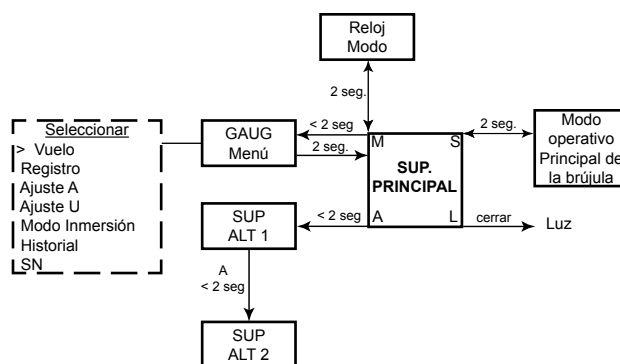 Reloj
Modo
2 seg.
Seleccionar
> Vuelo
Registro
Ajuste A
Ajuste U
Modo Inmersión
Historial
SN
GAUG
Menú
< 2 seg
2 seg.
M
S
SUP.
PRINCIPAL
A
L
2 seg.
Modo
operativo
Principal de
la brújula
SUP
ALT 1
< 2 seg
cerrar
Luz
A
< 2 seg
SUP
ALT 2